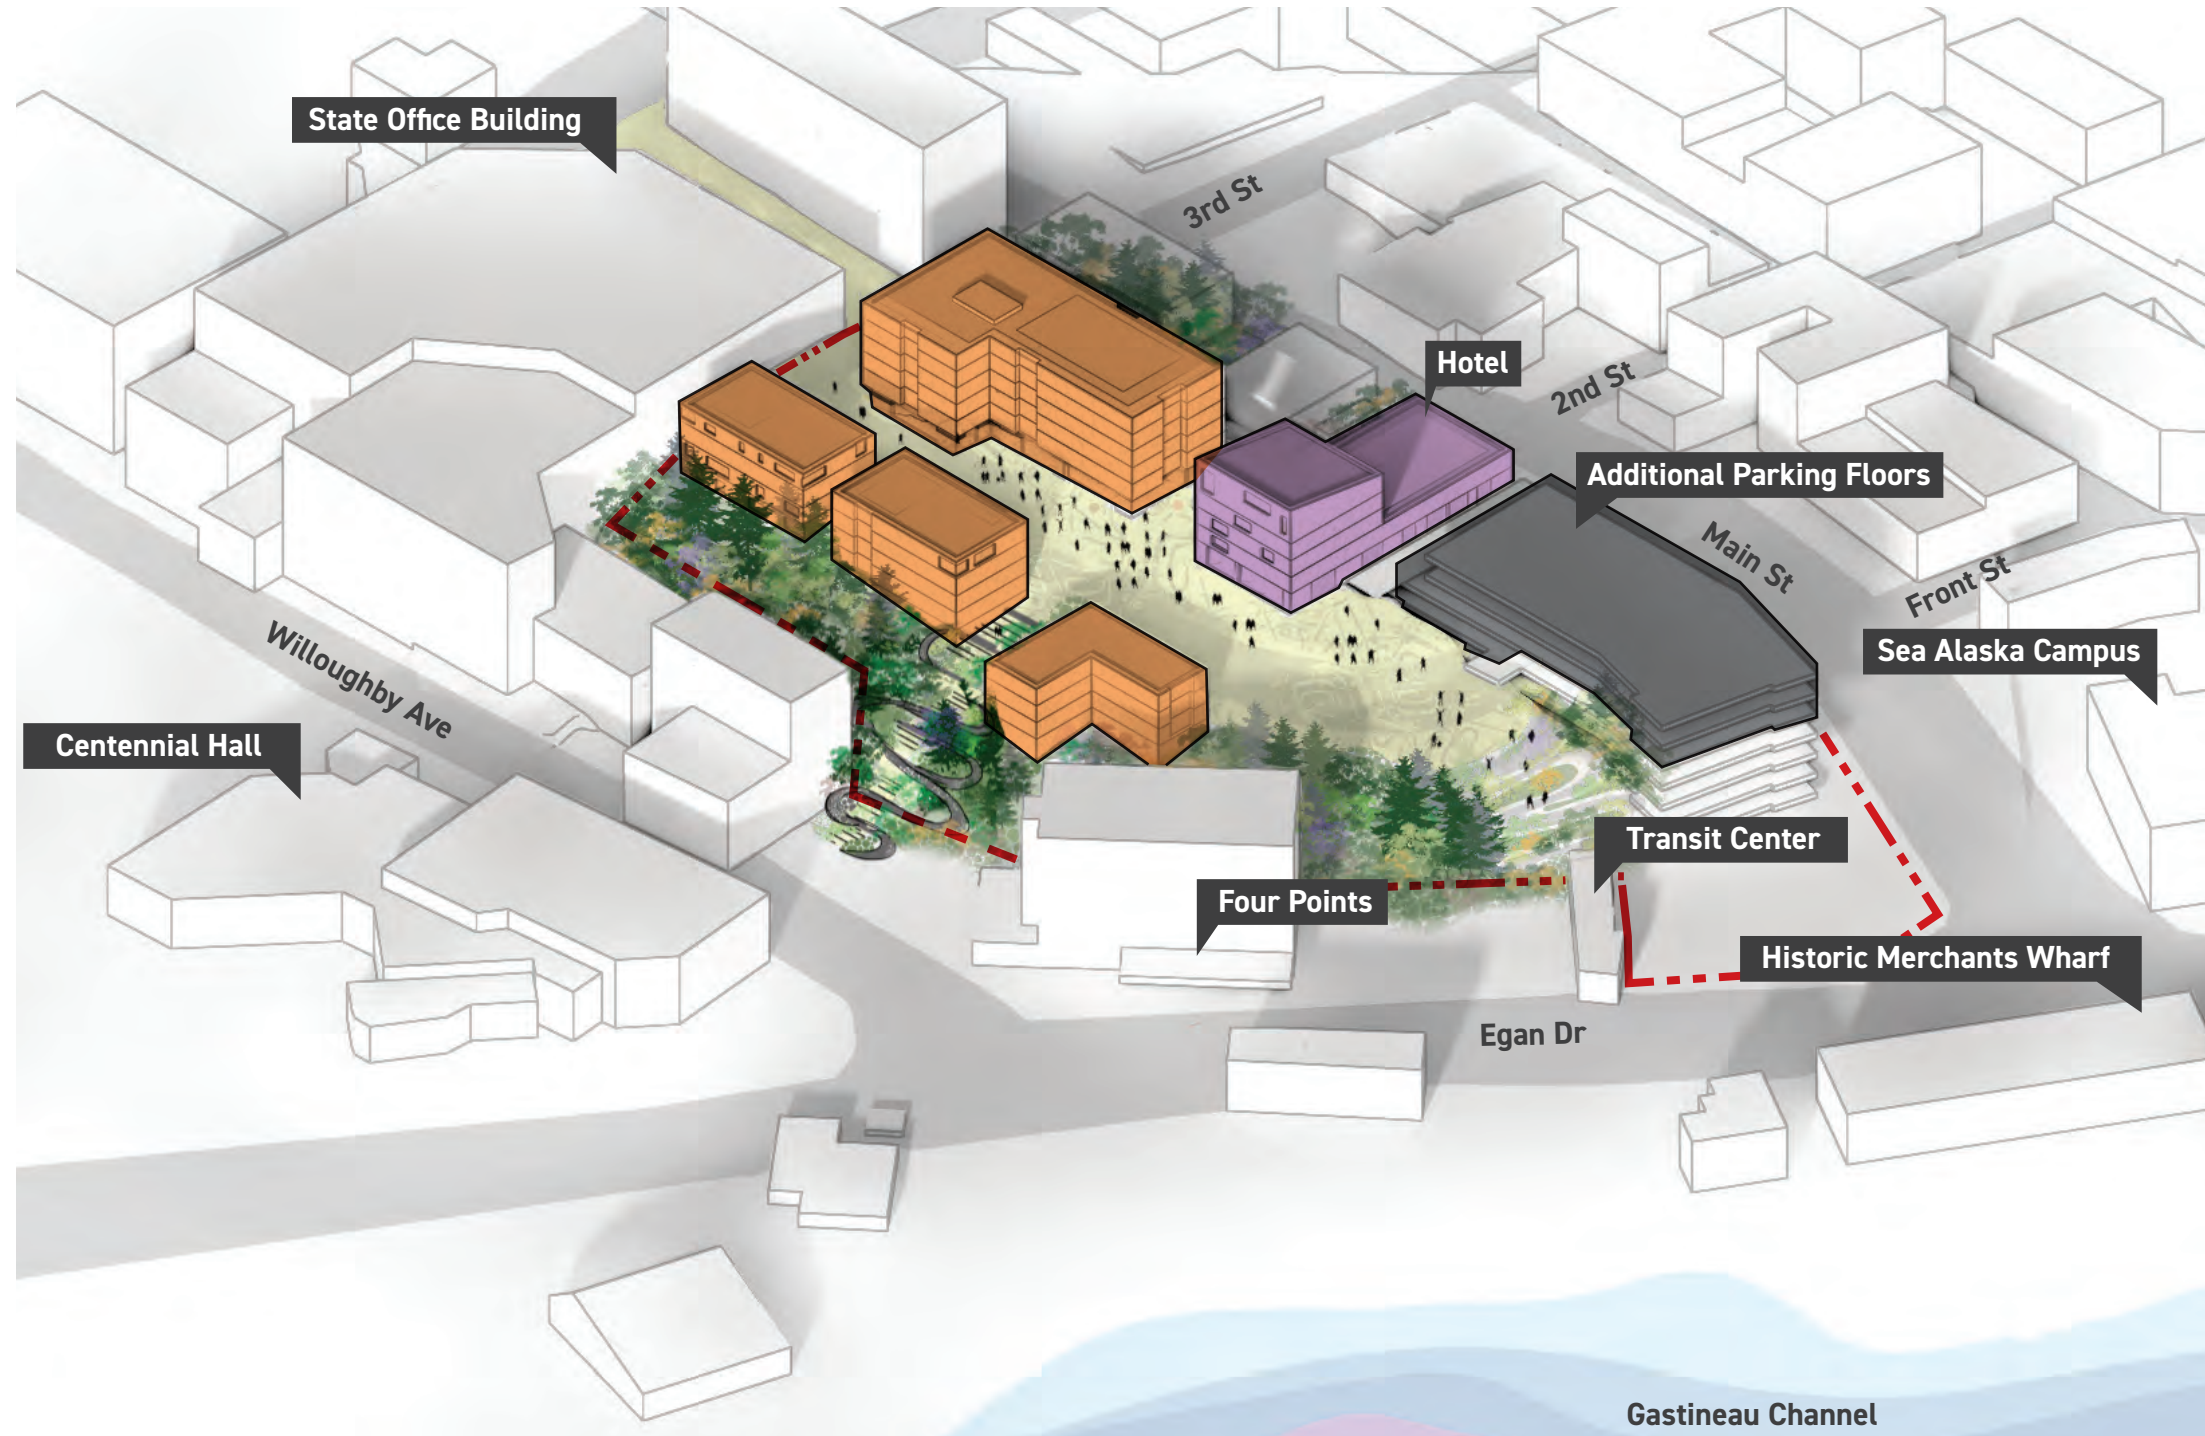 State Office Building
3rd St
Hotel
2nd St
Additional Parking Floors
Main St
Front St
Willoughby Ave
Sea Alaska Campus
Centennial Hall
Transit Center
Four Points
Historic Merchants Wharf
Egan Dr
Gastineau Channel